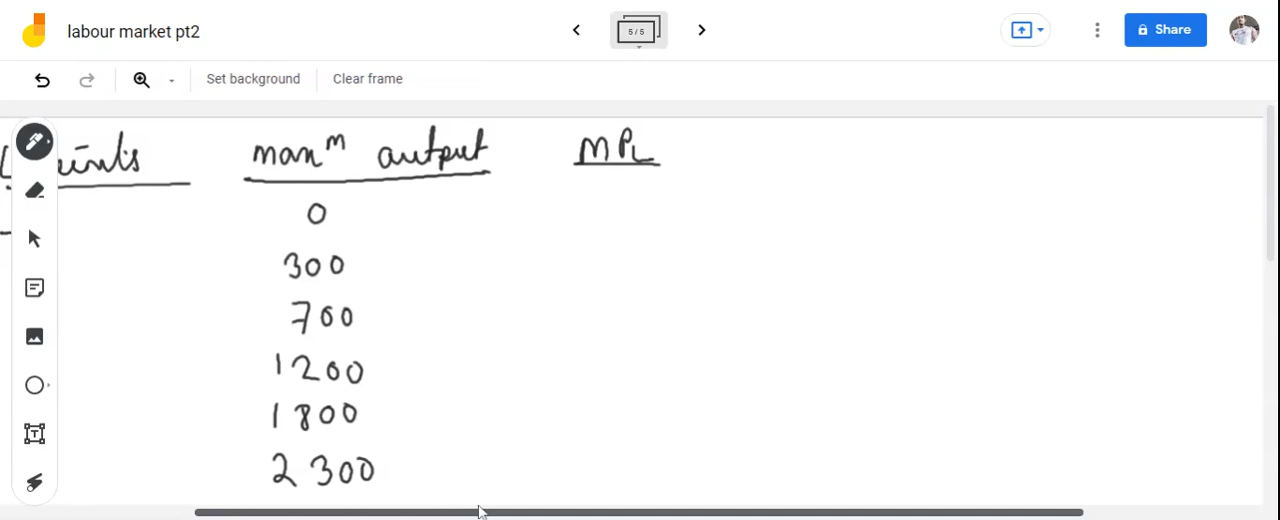 labour market pt2
5 / 5
Share
Set background
Clear frame
manᵐ output
MPL
0
300
700
1200
1800
2300